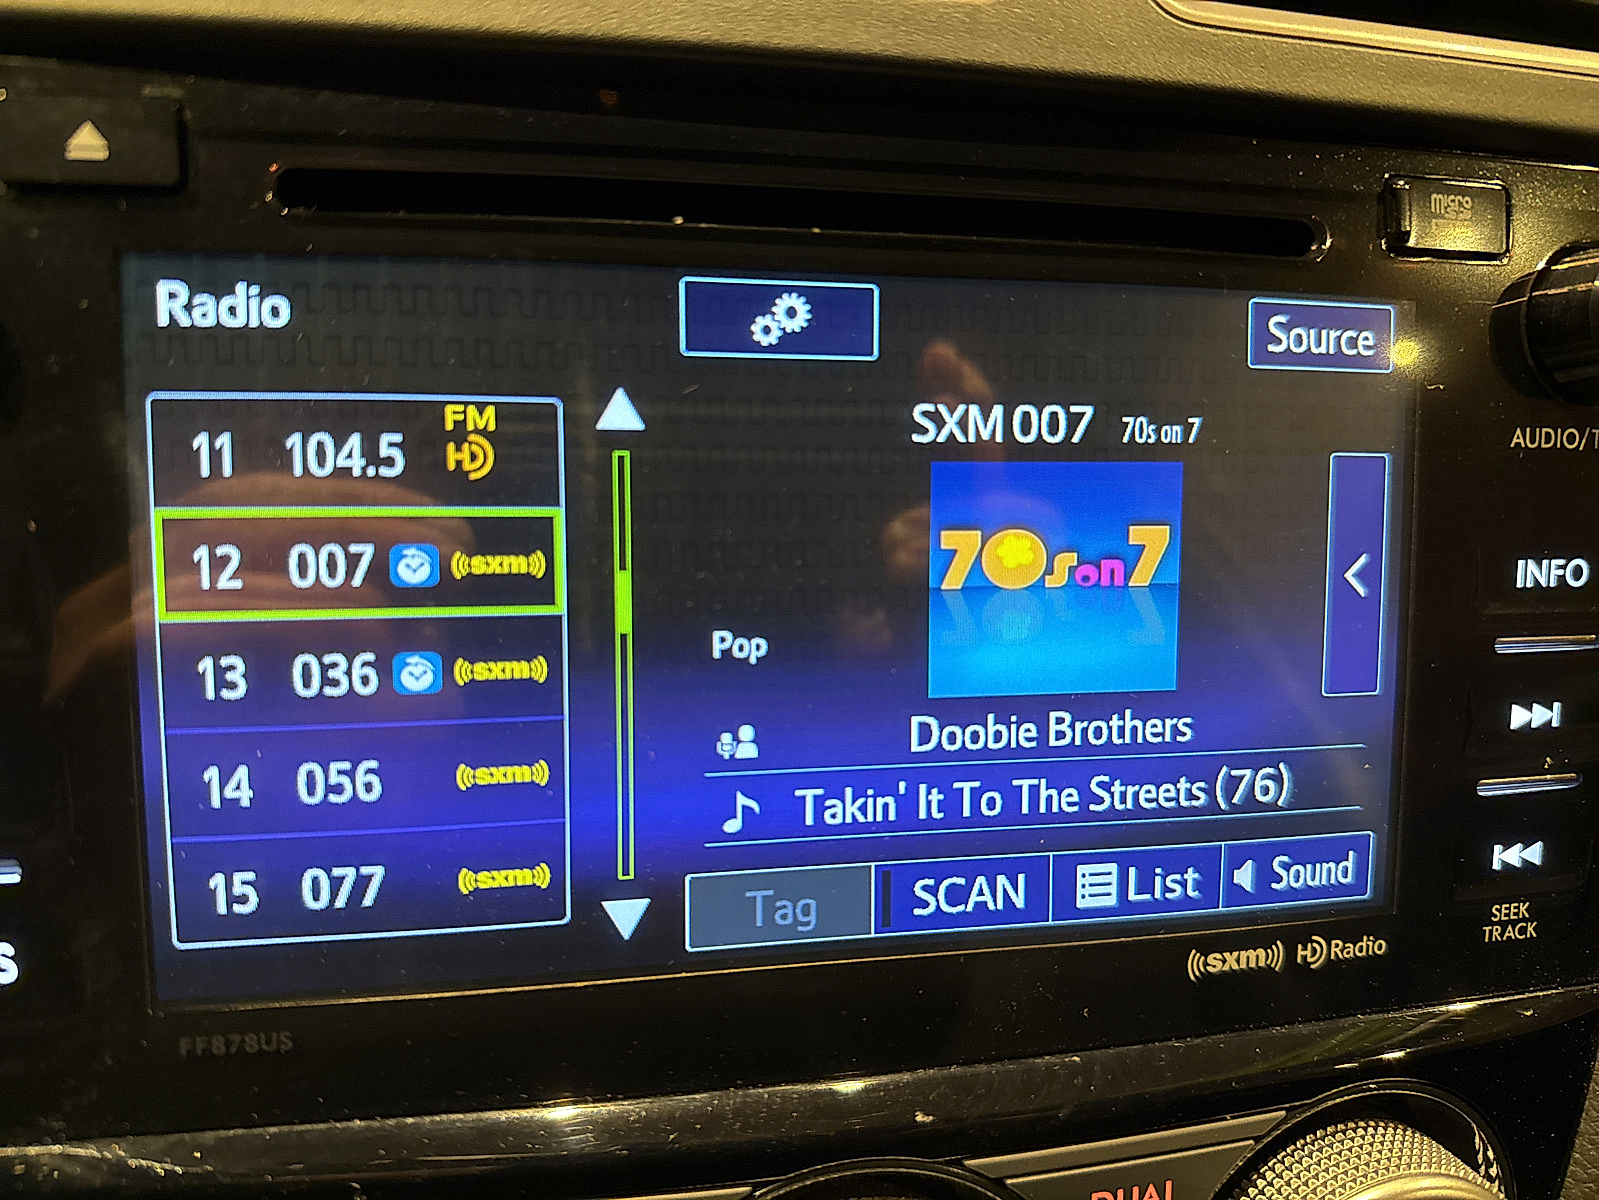 micro
Radio
Source
AUDIO/T
11 104.5 FM HD
12 007 ((sxm))
13 036 ((sxm))
14 056 ((sxm))
15 077 ((sxm))
SXM 007 70s on 7
70s on 7
Pop
Doobie Brothers
Takin' It To The Streets (76)
Tag SCAN List Sound
INFO
SEEK
TRACK
((sxm)) HD Radio
S
FF878US
DUAL